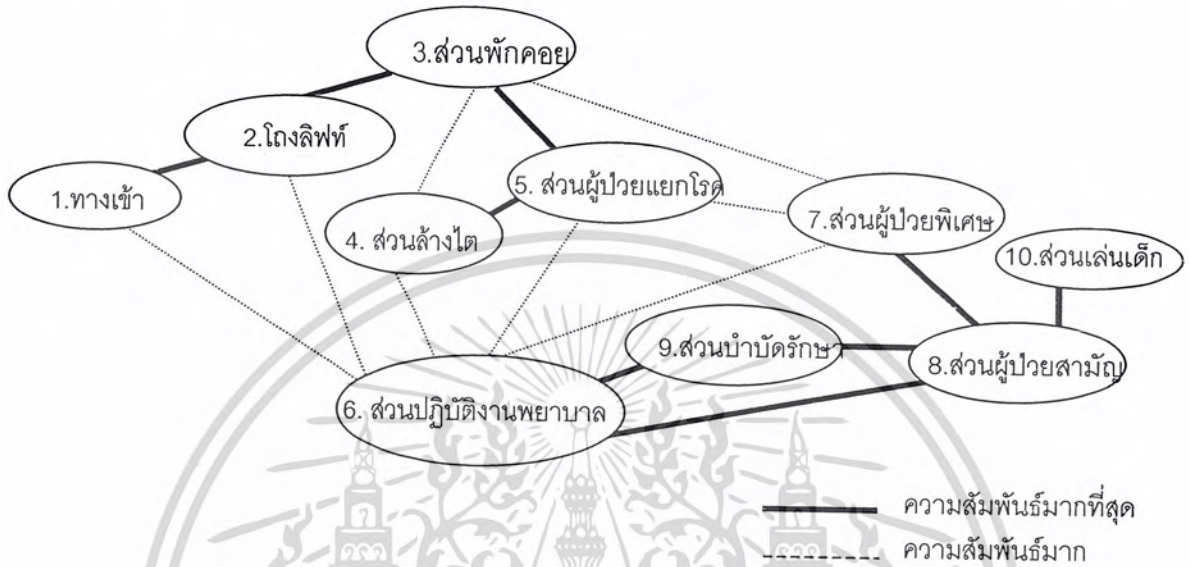 3.ส่วนพักคอย
2.โถงลิฟท์
1.ทางเข้า
5. ส่วนผู้ป่วยแยกโรค
4. ส่วนล้างไต
7.ส่วนผู้ป่วยพิเศษ
10.ส่วนเล่นเด็ก
9.ส่วนบำบัดรักษา
8.ส่วนผู้ป่วยสามัญ
6. ส่วนปฏิบัติงานพยาบาล
ความสัมพันธ์มากที่สุด
ความสัมพันธ์มาก